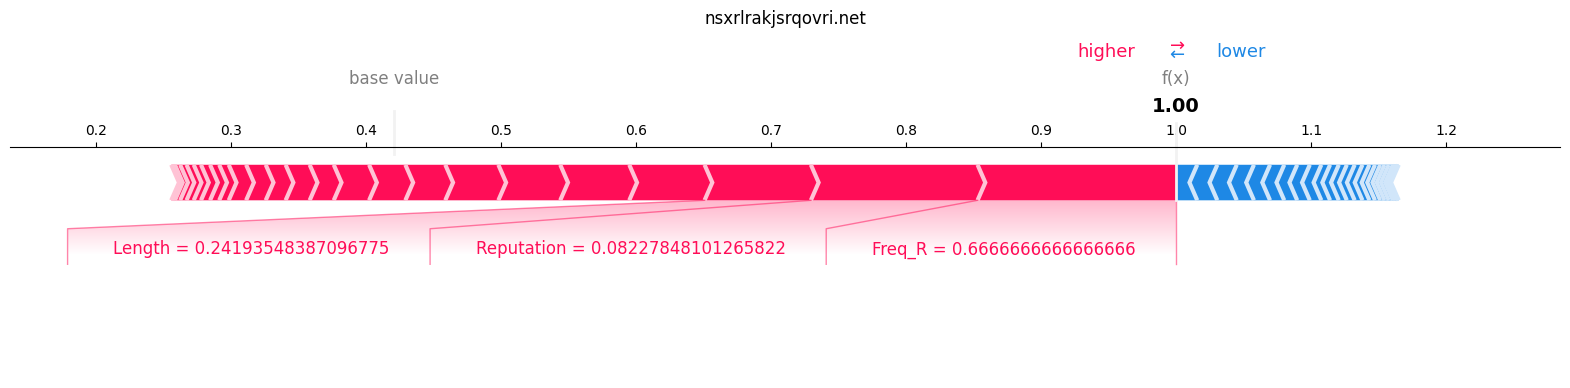 nsxrlrakjsrqovri.net
higher ⇄ lower
base value f(x)
1.00
0.2 0.3 0.4 0.5 0.6 0.7 0.8 0.9 1.0 1.1 1.2
Length = 0.24193548387096775 Reputation = 0.08227848101265822 Freq_R = 0.6666666666666666